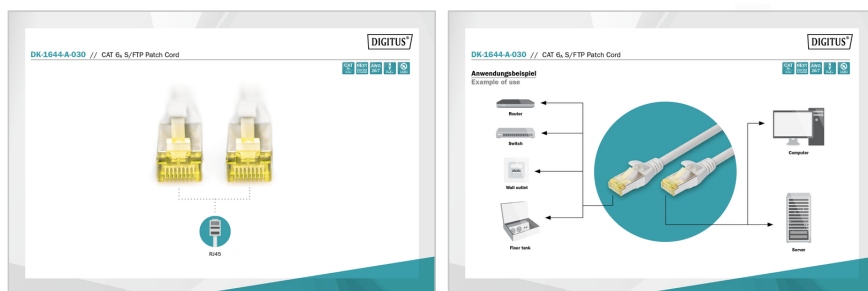 DIGITUS®
DK-1644-A-030 // CAT 6A S/FTP Patch Cord
RJ45
DIGITUS®
DK-1644-A-030 // CAT 6A S/FTP Patch Cord
Anwendungsbeispiel
Example of use
Router
Switch
Wall outlet
Floor tank
Computer
Server